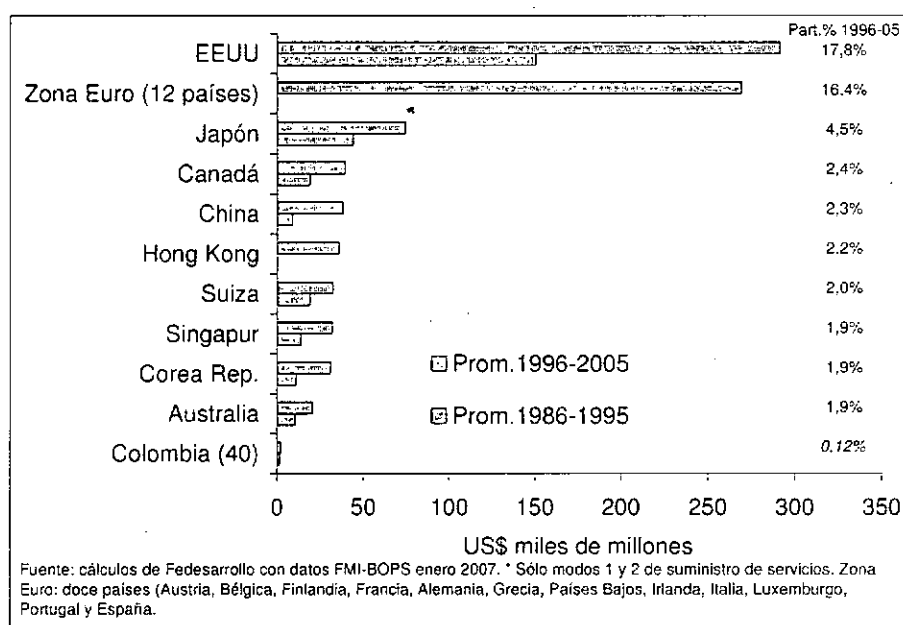 Part.% 1996-05
EEUU 17,8%
Zona Euro (12 países) 16.4%
Japón 4,5%
Canadá 2,4%
China 2,3%
Hong Kong 2.2%
Suiza 2,0%
Singapur 1,9%
Corea Rep. 1,9%
Australia 1,9%
Colombia (40) 0.12%
Prom.1996-2005
Prom.1986-1995
0 50 100 150 200 250 300 350
US$ miles de millones
Fuente: cálculos de Fedesarrollo con datos FMI-BOPS enero 2007. * Sólo modos 1 y 2 de suministro de servicios. Zona
Euro: doce países (Austria, Bélgica, Finlandia, Francia, Alemania, Grecia, Países Bajos, Irlanda, Italia, Luxemburgo,
Portugal y España.